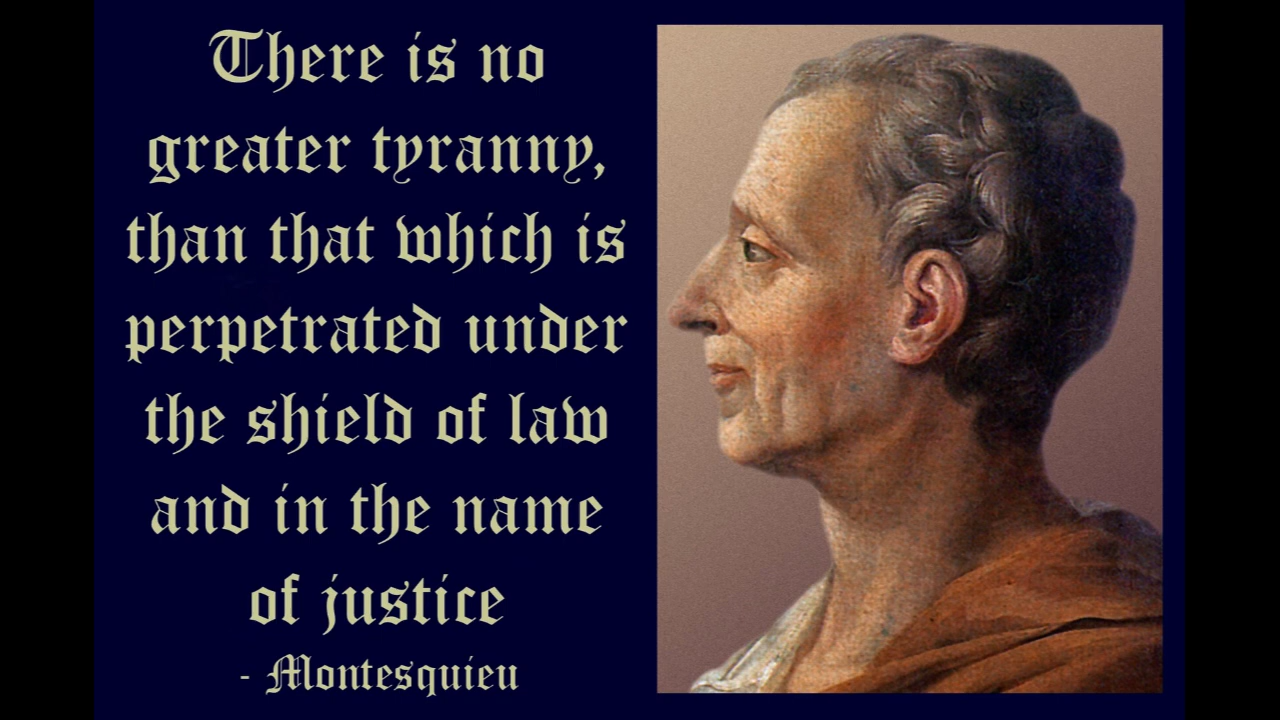 There is no
greater tyranny,
than that which is
perpetrated under
the shield of law
and in the name
of justice
- Montesquieu